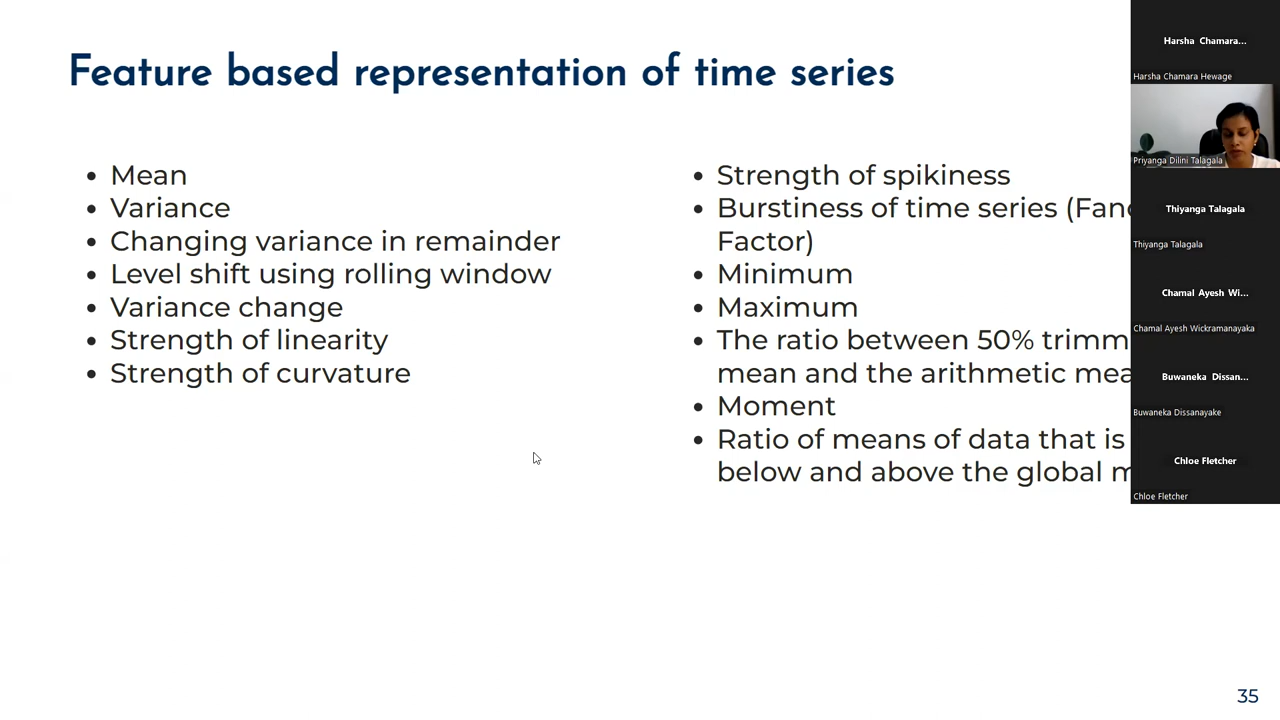 Feature based representation of time series
• Mean
• Variance
• Changing variance in remainder
• Level shift using rolling window
• Variance change
• Strength of linearity
• Strength of curvature
• Strength of spikiness
• Burstiness of time series
Factor)
• Minimum
• Maximum
• The ratio between 50%
mean and the arithmetic
• Moment
• Ratio of means of data that is
below and above the global
35
Harsha Chamara...
Harsha Chamara Hewage
Priyanga Dilini Talagala
Thiyanga Talagala
Thiyanga Talagala
Chamal Ayesh Wi...
Chamal Ayesh Wickramanayaka
Buwaneka Dissan...
Buwaneka Dissanayake
Chloe Fletcher
Chloe Fletcher